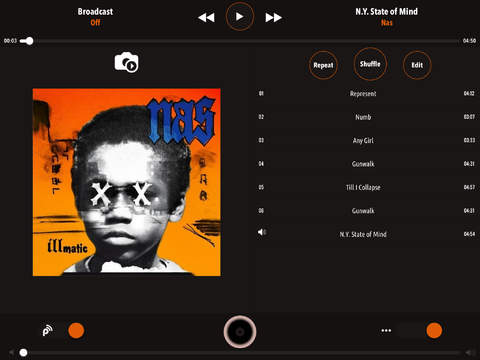 Broadcast
Off
N.Y. State of Mind
Nas
00:03
04:50
Repeat
Shuffle
Edit
01 Represent 04:12
02 Numb 03:07
03 Any Girl 03:33
04 Gunwalk 04:31
05 Till I Collapse 04:57
06 Gunwalk 04:31
N.Y. State of Mind 04:54
nas
illmatic